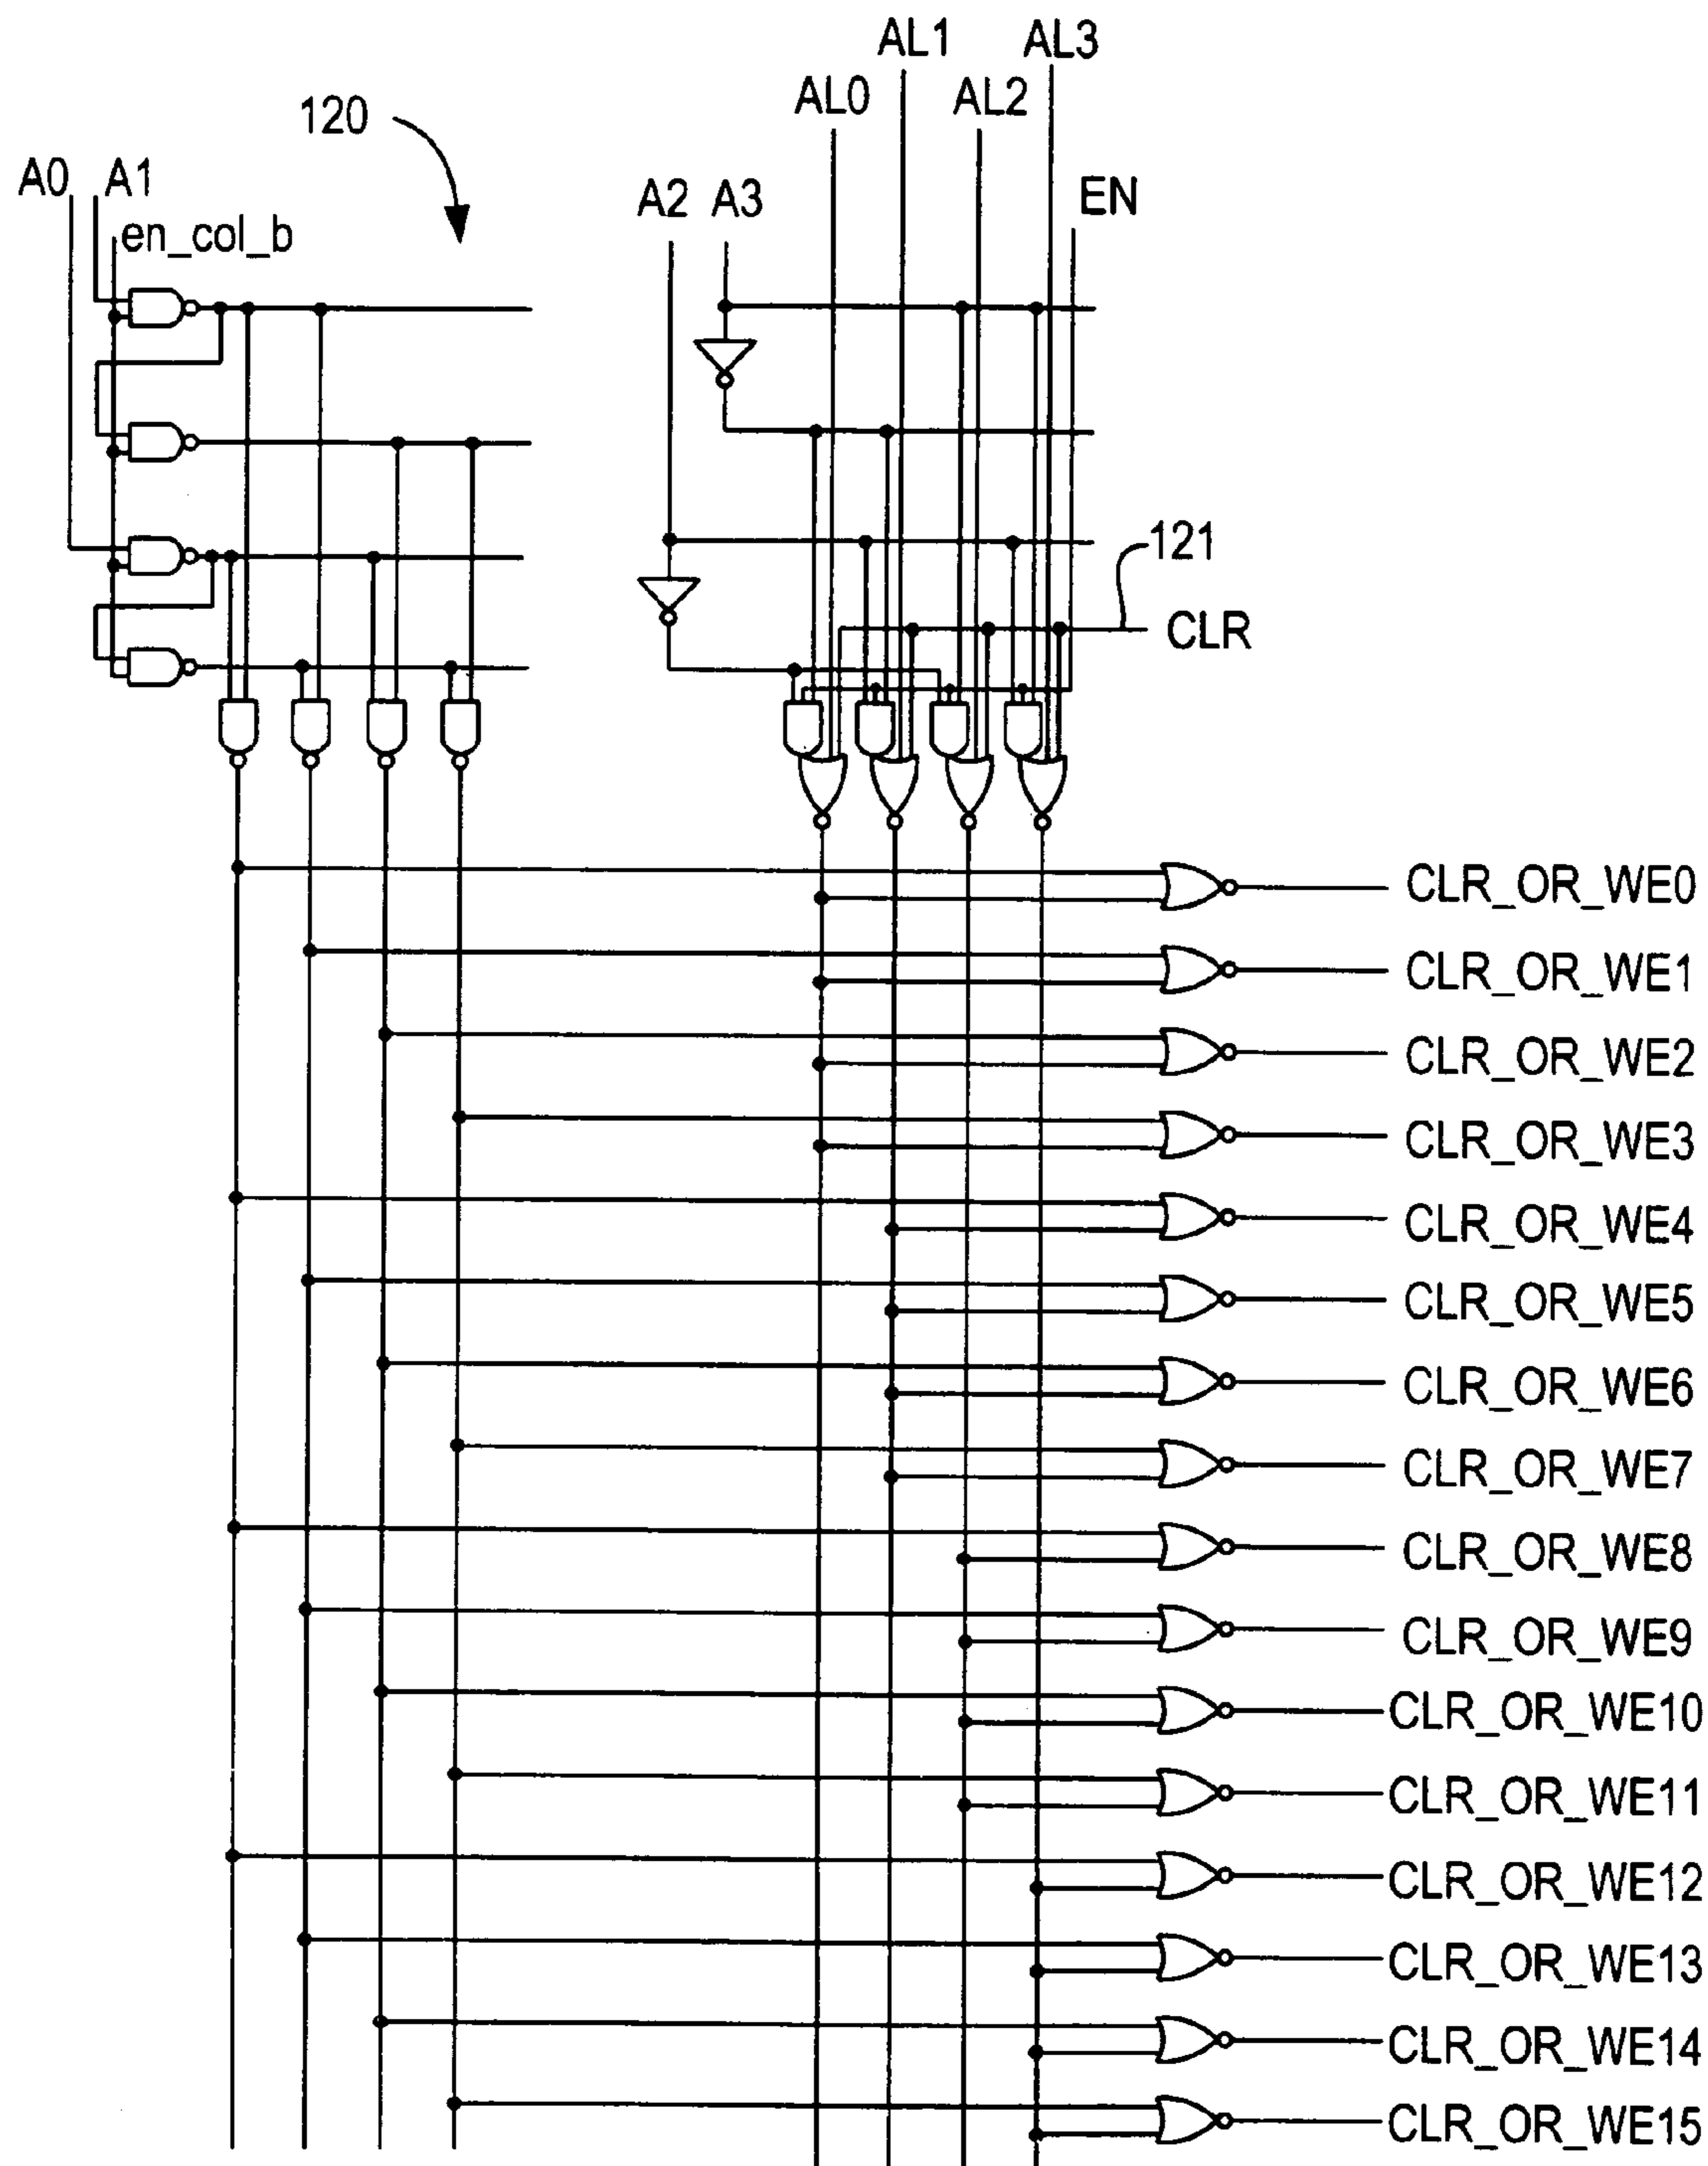 AL1 AL3
AL0 AL2
120
A0 A1
A2 A3 EN
en_col_b
121
CLR
CLR_OR_WE0
CLR_OR_WE1
CLR_OR_WE2
CLR_OR_WE3
CLR_OR_WE4
CLR_OR_WE5
CLR_OR_WE6
CLR_OR_WE7
CLR_OR_WE8
CLR_OR_WE9
CLR_OR_WE10
CLR_OR_WE11
CLR_OR_WE12
CLR_OR_WE13
CLR_OR_WE14
CLR_OR_WE15